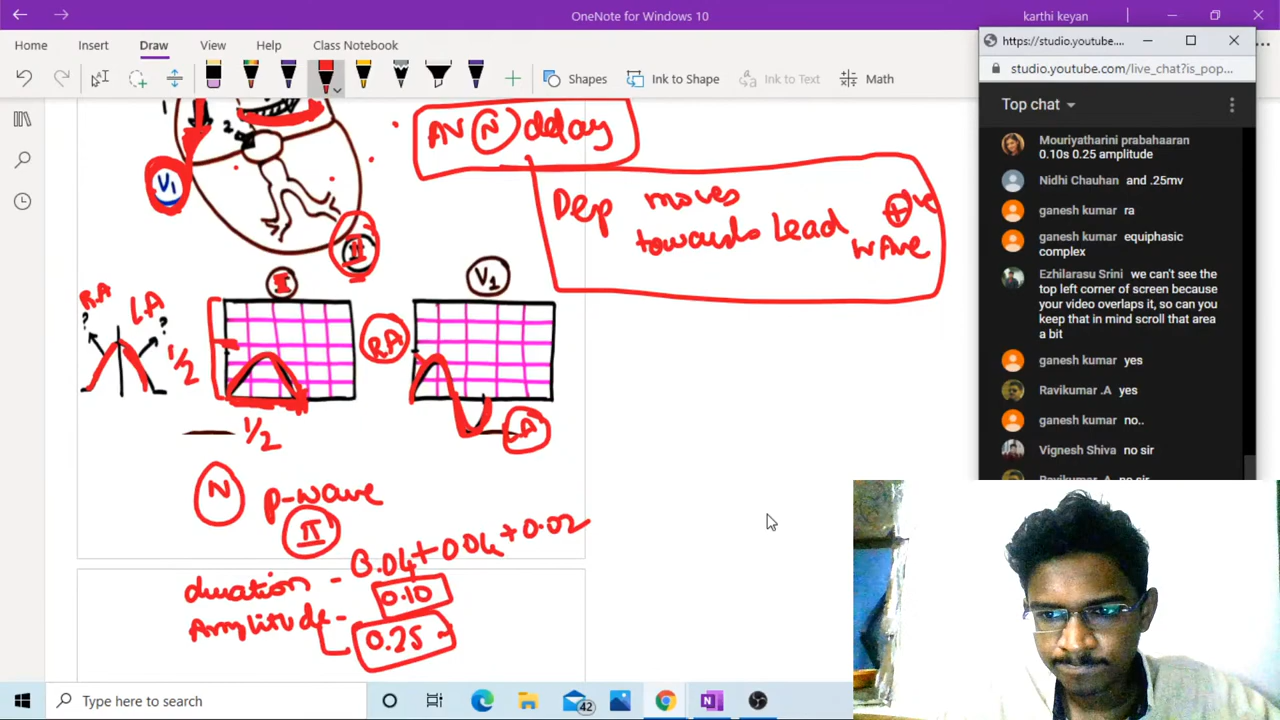 OneNote for Windows 10
karthi keyan
Home
Insert
Draw
View
Help
Class Notebook
Shapes
Ink to Shape
Ink to Text
Math
https://studio.youtube....
studio.youtube.com/live_chat?is_pop...
Top chat
Mouriyatharini prabahaaran
0.10s 0.25 amplitude
Nidhi Chauhan and .25mv
ganesh kumar ra
ganesh kumar equiphasic
complex
Ezhilarasu Srini we can't see the
top left corner of screen because
your video overlaps it, so can you
keep that in mind scroll that area
a bit
ganesh kumar yes
Ravikumar .A yes
ganesh kumar no..
Vignesh Shiva no sir
Ravikumar .A no sir
AV N delay
Dep moves
towards Lead
+ve
wAve
1
2
V1
II
V1
R.A
L.A
?
?
1/2
RA
1/2
LA
N
p-wave
II
duration - 0.04+0.04+0.02
0.10
Amylitude -
0.25
Type here to search
42